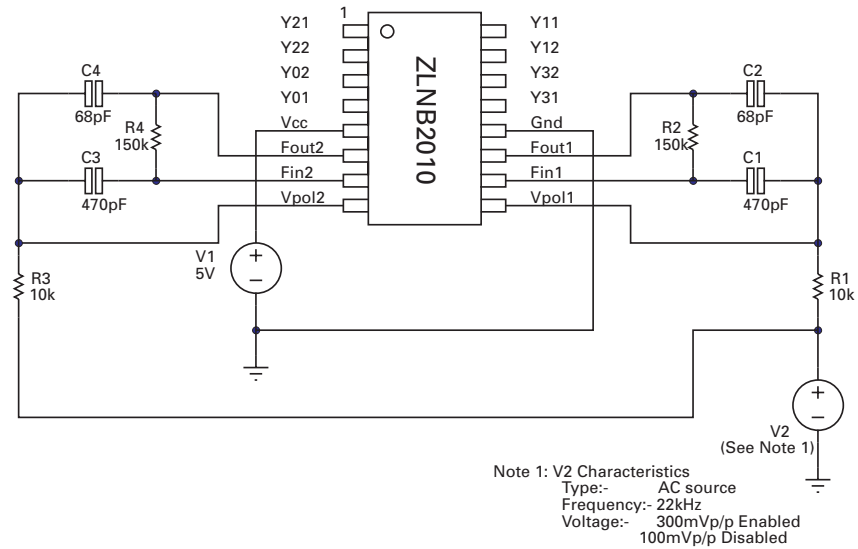 1
Y21
Y22
Y02
Y01
Vcc
Fout2
Fin2
Vpol2
ZLNB2010
Y11
Y12
Y32
Y31
Gnd
Fout1
Fin1
Vpol1
C4
68pF
R4
150k
C3
470pF
R3
10k
V1
5V
+
–
C2
68pF
R2
150k
C1
470pF
R1
10k
+
–
V2
(See Note 1)
Note 1: V2 Characteristics
Type:- AC source
Frequency:- 22kHz
Voltage:- 300mVp/p Enabled
100mVp/p Disabled